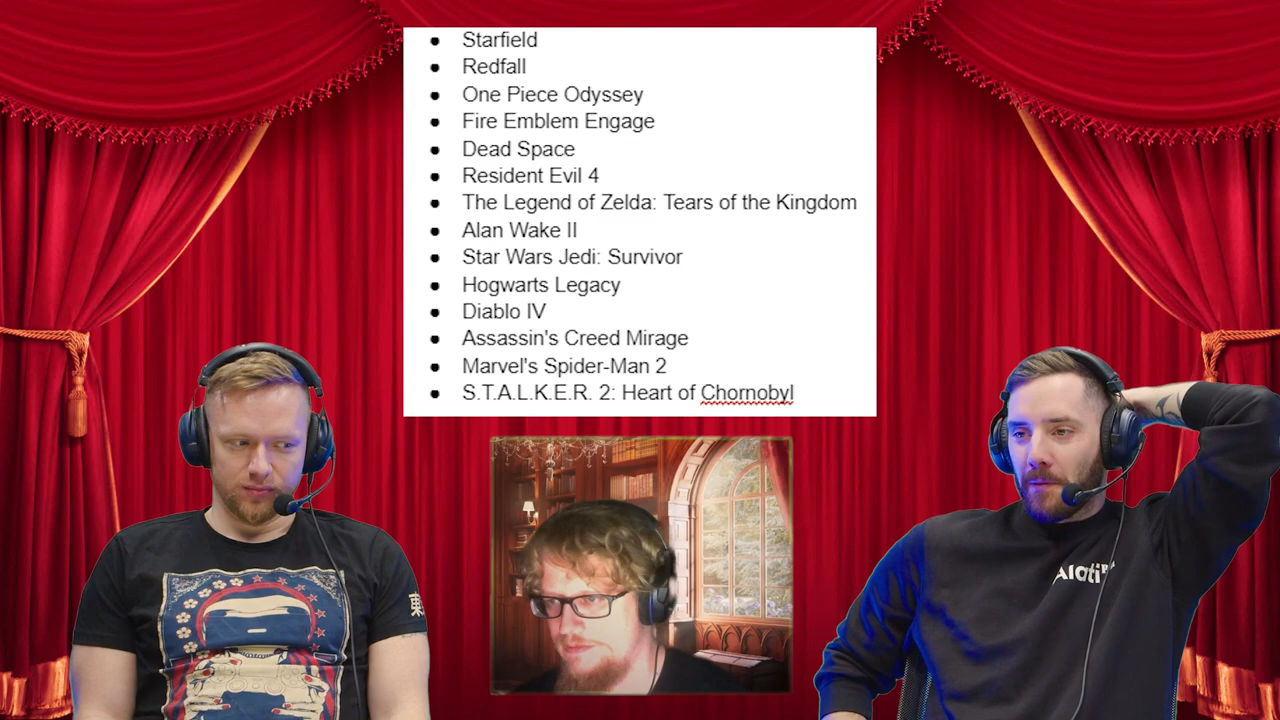 Starfield
Redfall
One Piece Odyssey
Fire Emblem Engage
Dead Space
Resident Evil 4
The Legend of Zelda: Tears of the Kingdom
Alan Wake II
Star Wars Jedi: Survivor
Hogwarts Legacy
Diablo IV
Assassin's Creed Mirage
Marvel's Spider-Man 2
S.T.A.L.K.E.R. 2: Heart of Chornobyl
東